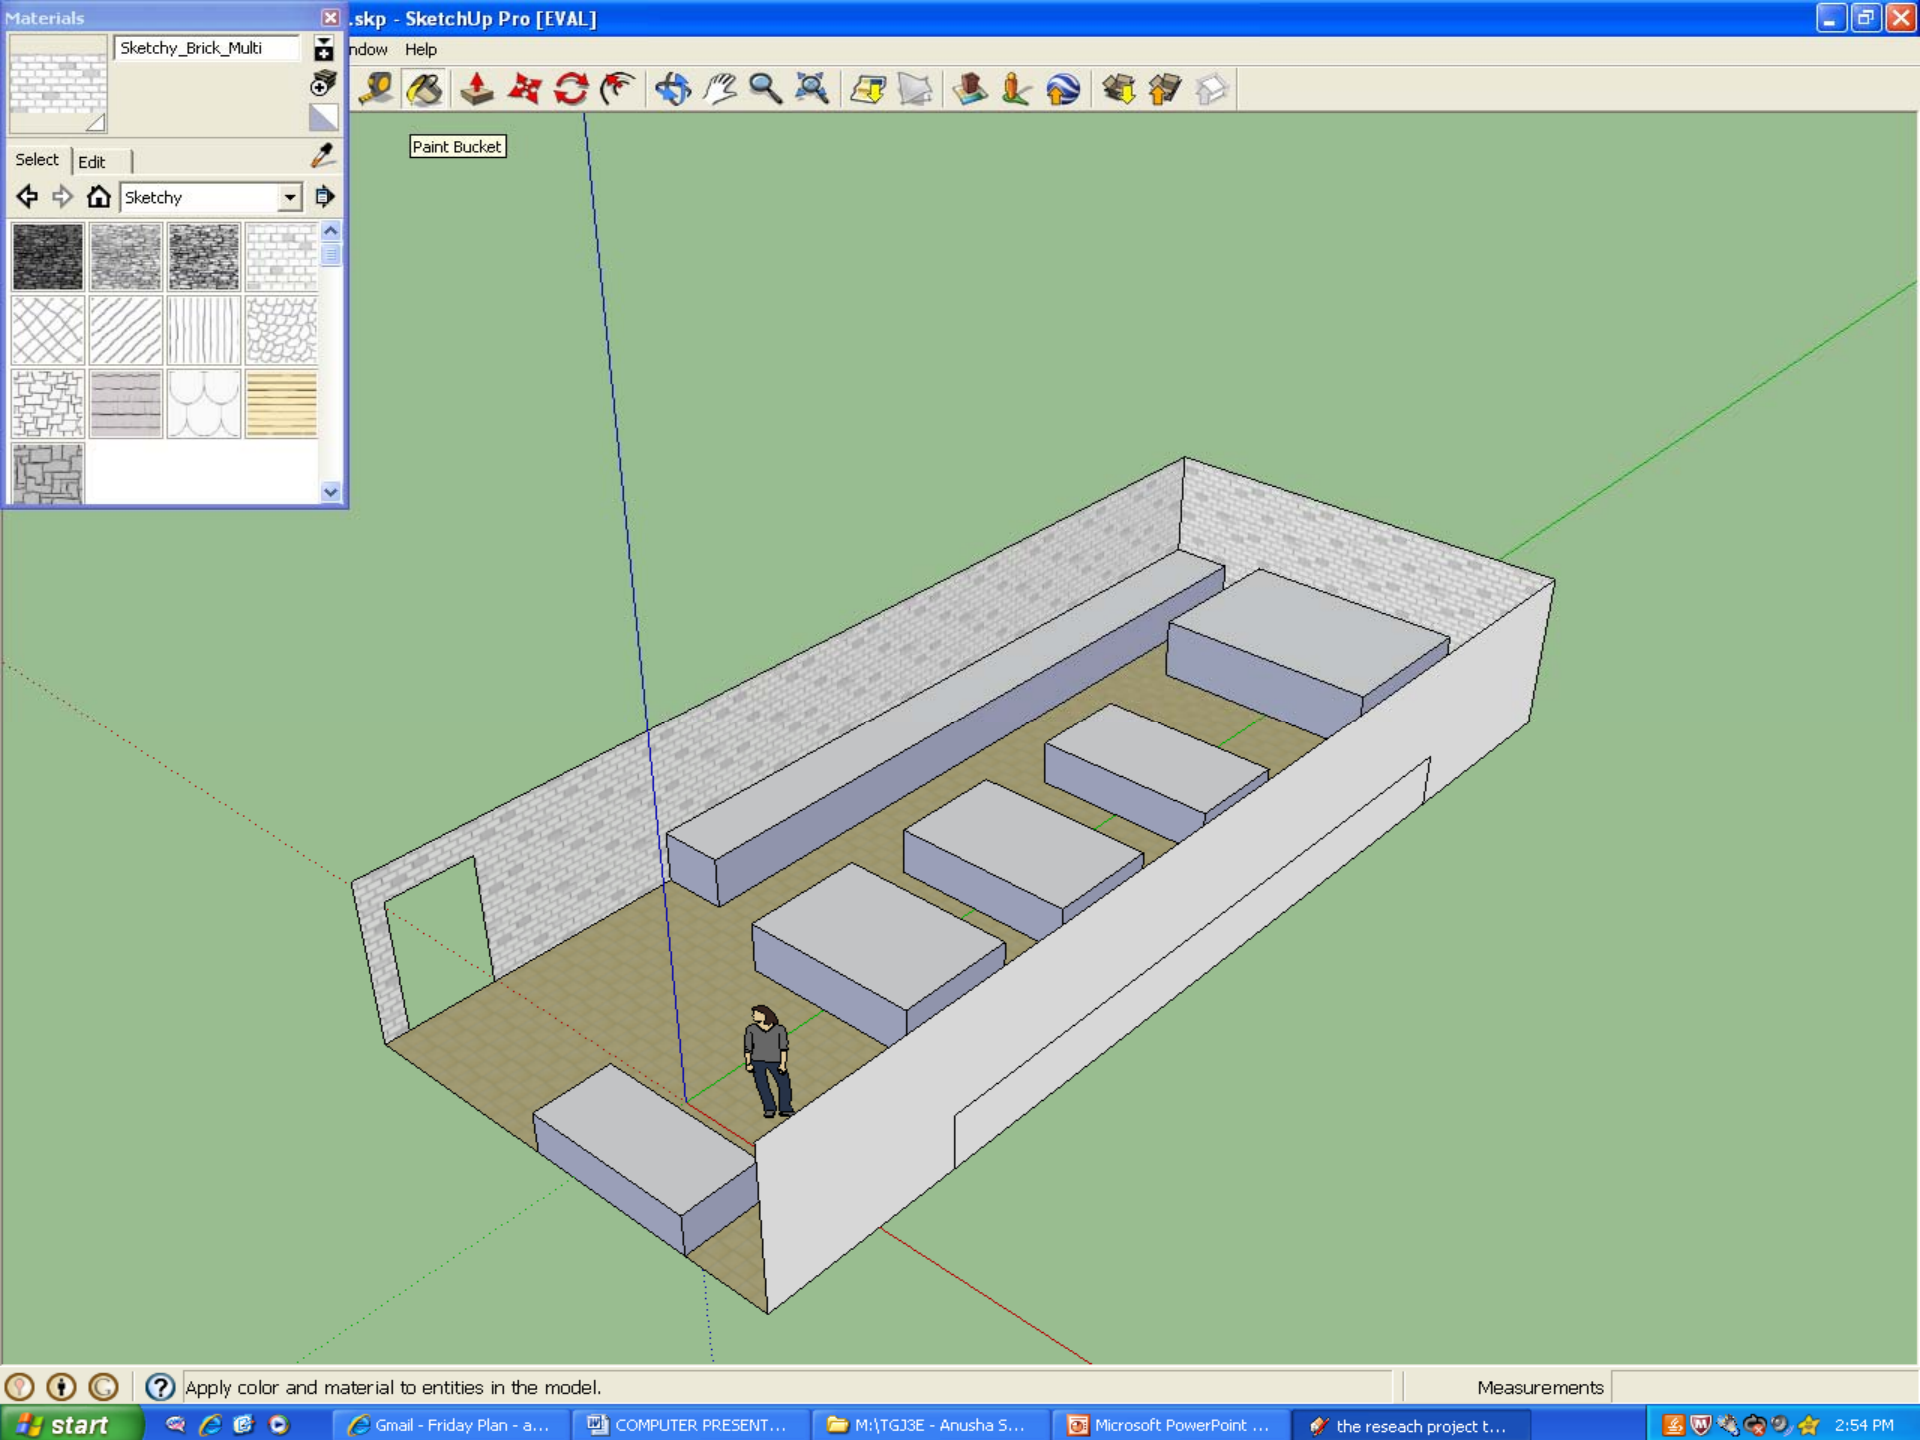 Materials
.skp - SketchUp Pro [EVAL]
Sketchy_Brick_Multi
ndow Help
Paint Bucket
Select Edit
Sketchy
Apply color and material to entities in the model.
Measurements
start
Gmail - Friday Plan - a...
COMPUTER PRESENT...
M:\TGJ3E - Anusha S...
Microsoft PowerPoint ...
the reseach project t...
2:54 PM